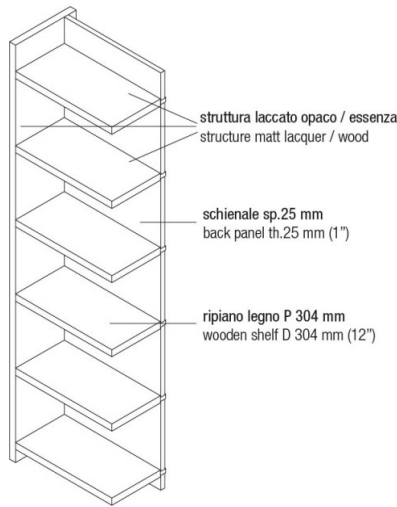 struttura laccato opaco / essenza
structure matt lacquer / wood
schienale sp.25 mm
back panel th.25 mm (1”)
ripiano legno P 304 mm
wooden shelf D 304 mm (12”)